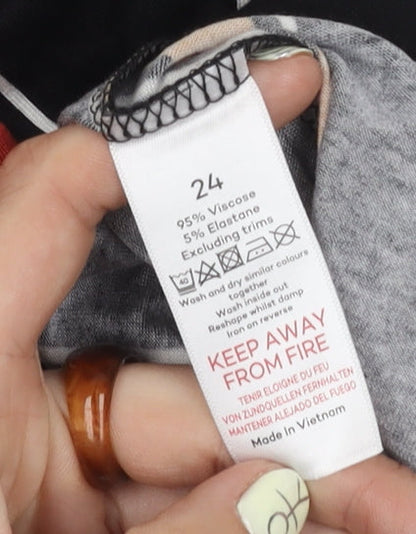 24
95% Viscose
5% Elastane
Excluding trims
40
Wash and dry similar colours
together
Wash inside out
Reshape whilst damp
Iron on reverse
KEEP AWAY
FROM FIRE
TENIR ELOIGNE DU FEU
VON ZUNDQUELLEN FERNHALTEN
MANTENER ALEJADO DEL FUEGO
Made In Vietnam